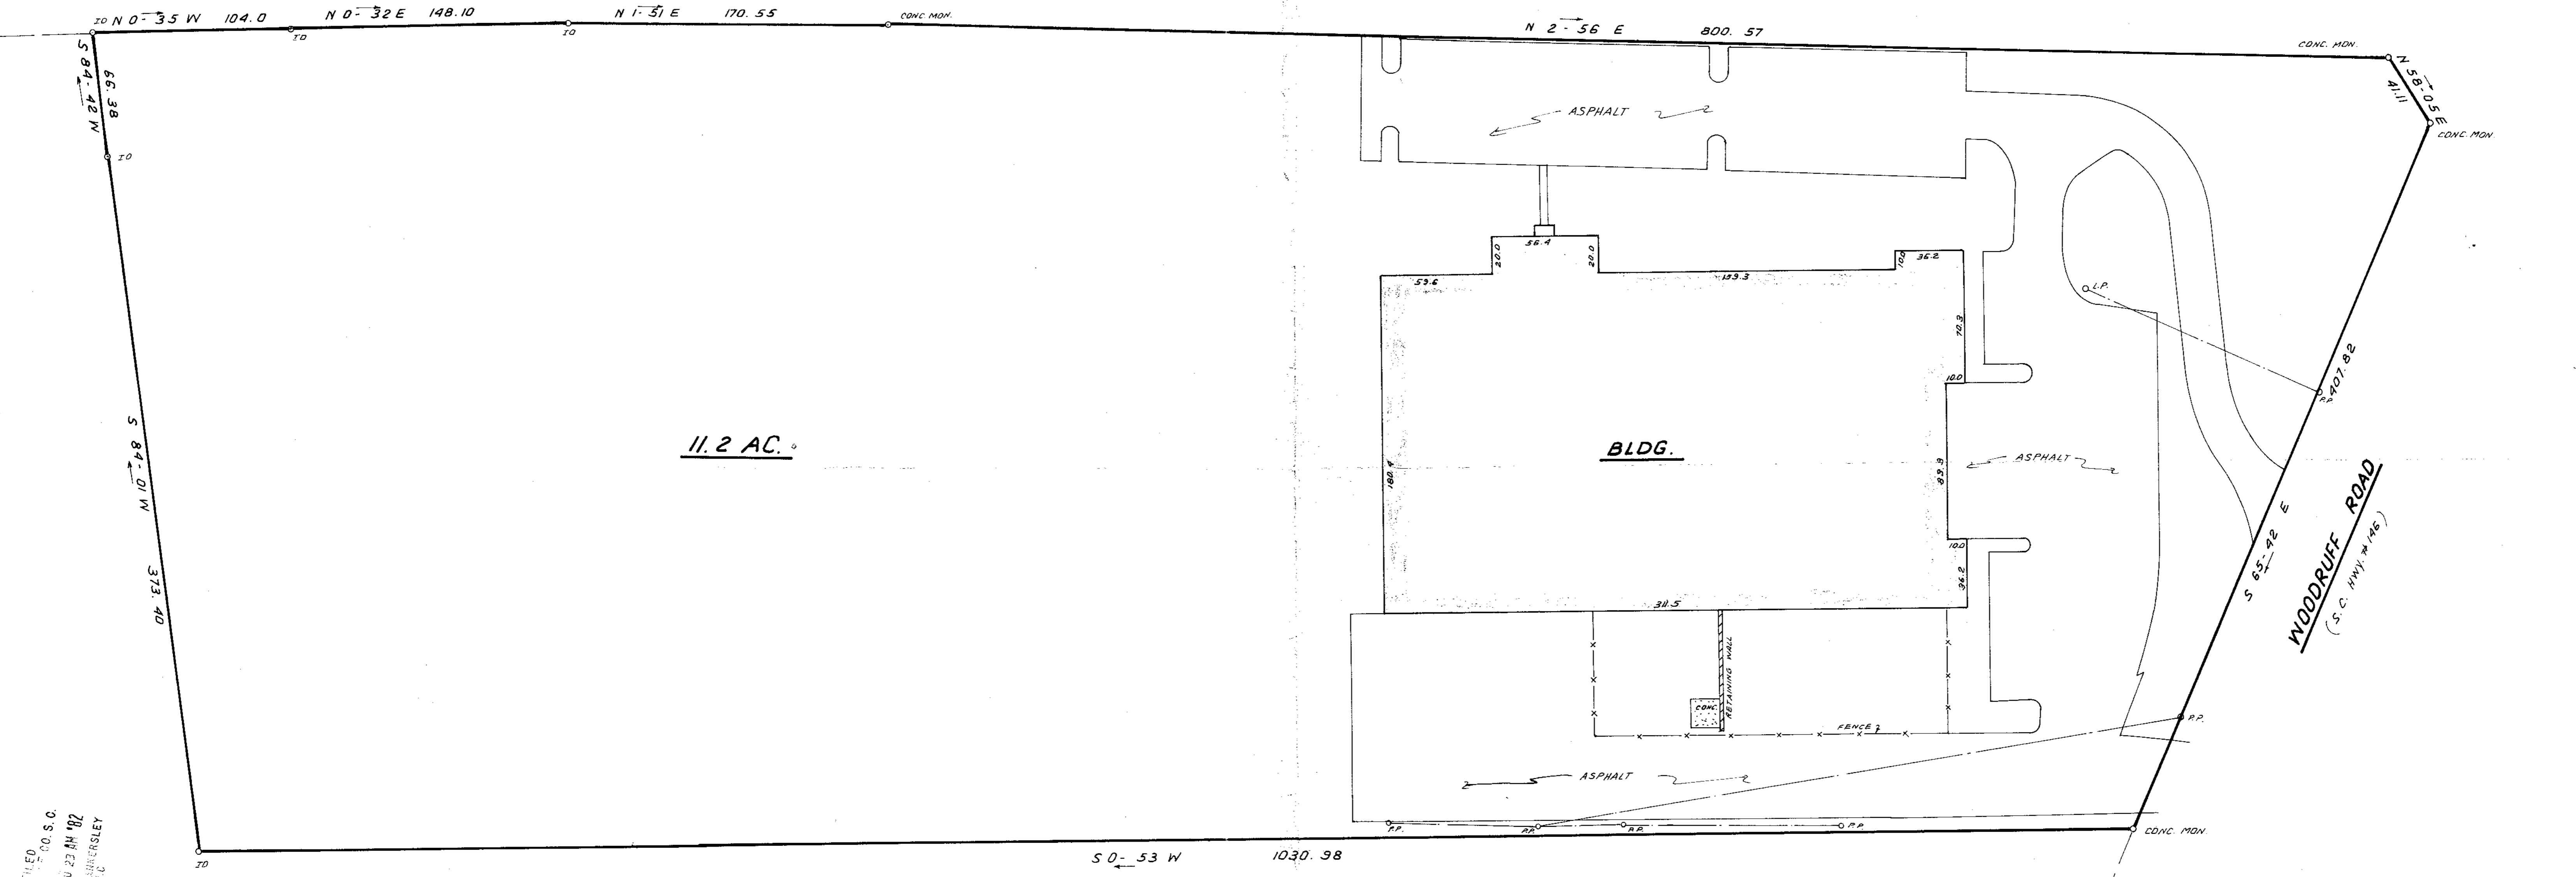 IO N 0-35 W 104.0
N 0-32 E 148.10
N 1-51 E 170.55
CONC. MON.
N 2-56 E 800.57
CONC. MON.
IO
IO
N 58-05 E
41.11
CONC. MON.
S 84-42 W
66.38
IO
ASPHALT
56.4
20.0
20.0
59.6
159.3
10.0
36.2
L.P.
70.3
10.0
407.82
P.P.
S 84-01 W 373.40
11.2 AC.
BLDG.
180.4
89.9
ASPHALT
S 65-42 E
WOODRUFF ROAD
(S.C. HWY. # 146)
10.0
36.2
311.5
RETAINING WALL
CONC.
FENCE
P.P.
ASPHALT
P.P.
P.P.
P.P.
P.P.
CONC. MON.
IO
S 0-53 W 1030.98
CO. S.C.
23 AM '82